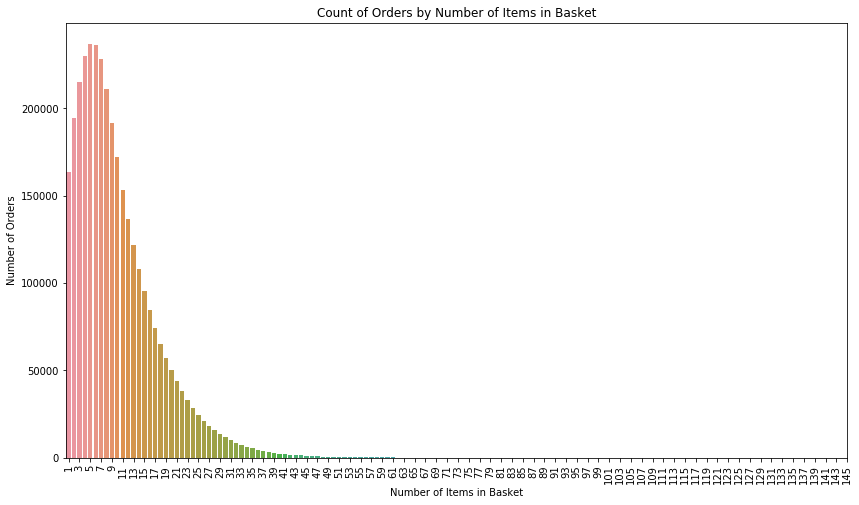 Count of Orders by Number of Items in Basket
Number of Orders
200000
150000
100000
50000
0
1 3 5 7 9 11 13 15 17 19 21 23 25 27 29 31 33 35 37 39 41 43 45 47 49 51 53 55 57 59 61 63 65 67 69 71 73 75 77 79 81 83 85 87 89 91 93 95 97 99 101 103 105 107 109 111 113 115 117 119 121 123 125 127 129 131 133 135 137 139 141 143 145
Number of Items in Basket